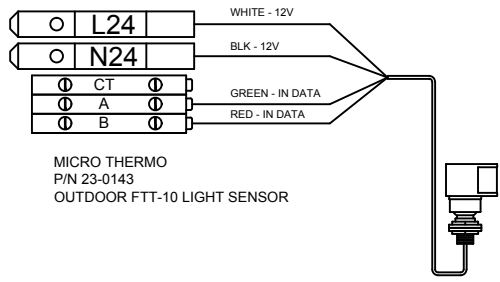 L24
WHITE - 12V
N24
BLK - 12V
CT
A
GREEN - IN DATA
B
RED - IN DATA
MICRO THERMO
P/N 23-0143
OUTDOOR FTT-10 LIGHT SENSOR